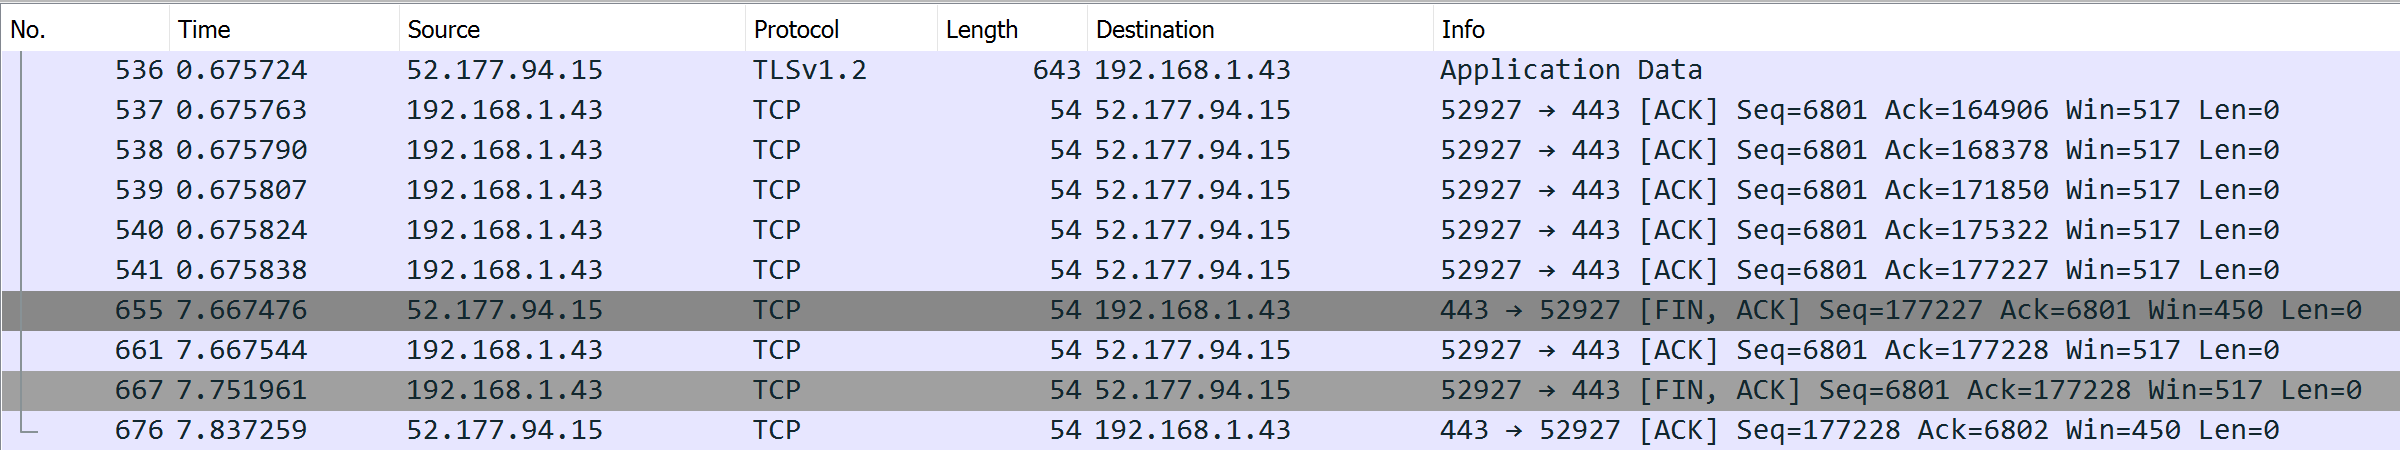 No. Time Source Protocol Length Destination Info
536 0.675724 52.177.94.15 TLSv1.2 643 192.168.1.43 Application Data
537 0.675763 192.168.1.43 TCP 54 52.177.94.15 52927 → 443 [ACK] Seq=6801 Ack=164906 Win=517 Len=0
538 0.675790 192.168.1.43 TCP 54 52.177.94.15 52927 → 443 [ACK] Seq=6801 Ack=168378 Win=517 Len=0
539 0.675807 192.168.1.43 TCP 54 52.177.94.15 52927 → 443 [ACK] Seq=6801 Ack=171850 Win=517 Len=0
540 0.675824 192.168.1.43 TCP 54 52.177.94.15 52927 → 443 [ACK] Seq=6801 Ack=175322 Win=517 Len=0
541 0.675838 192.168.1.43 TCP 54 52.177.94.15 52927 → 443 [ACK] Seq=6801 Ack=177227 Win=517 Len=0
655 7.667476 52.177.94.15 TCP 54 192.168.1.43 443 → 52927 [FIN, ACK] Seq=177227 Ack=6801 Win=450 Len=0
661 7.667544 192.168.1.43 TCP 54 52.177.94.15 52927 → 443 [ACK] Seq=6801 Ack=177228 Win=517 Len=0
667 7.751961 192.168.1.43 TCP 54 52.177.94.15 52927 → 443 [FIN, ACK] Seq=6801 Ack=177228 Win=517 Len=0
676 7.837259 52.177.94.15 TCP 54 192.168.1.43 443 → 52927 [ACK] Seq=177228 Ack=6802 Win=450 Len=0